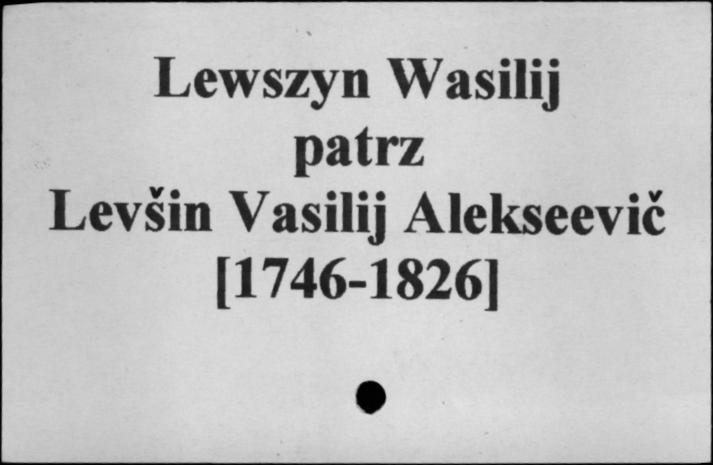 Lewszyn Wasilij
patrz
Levšin Vasilij Alekseevič
[1746-1826]